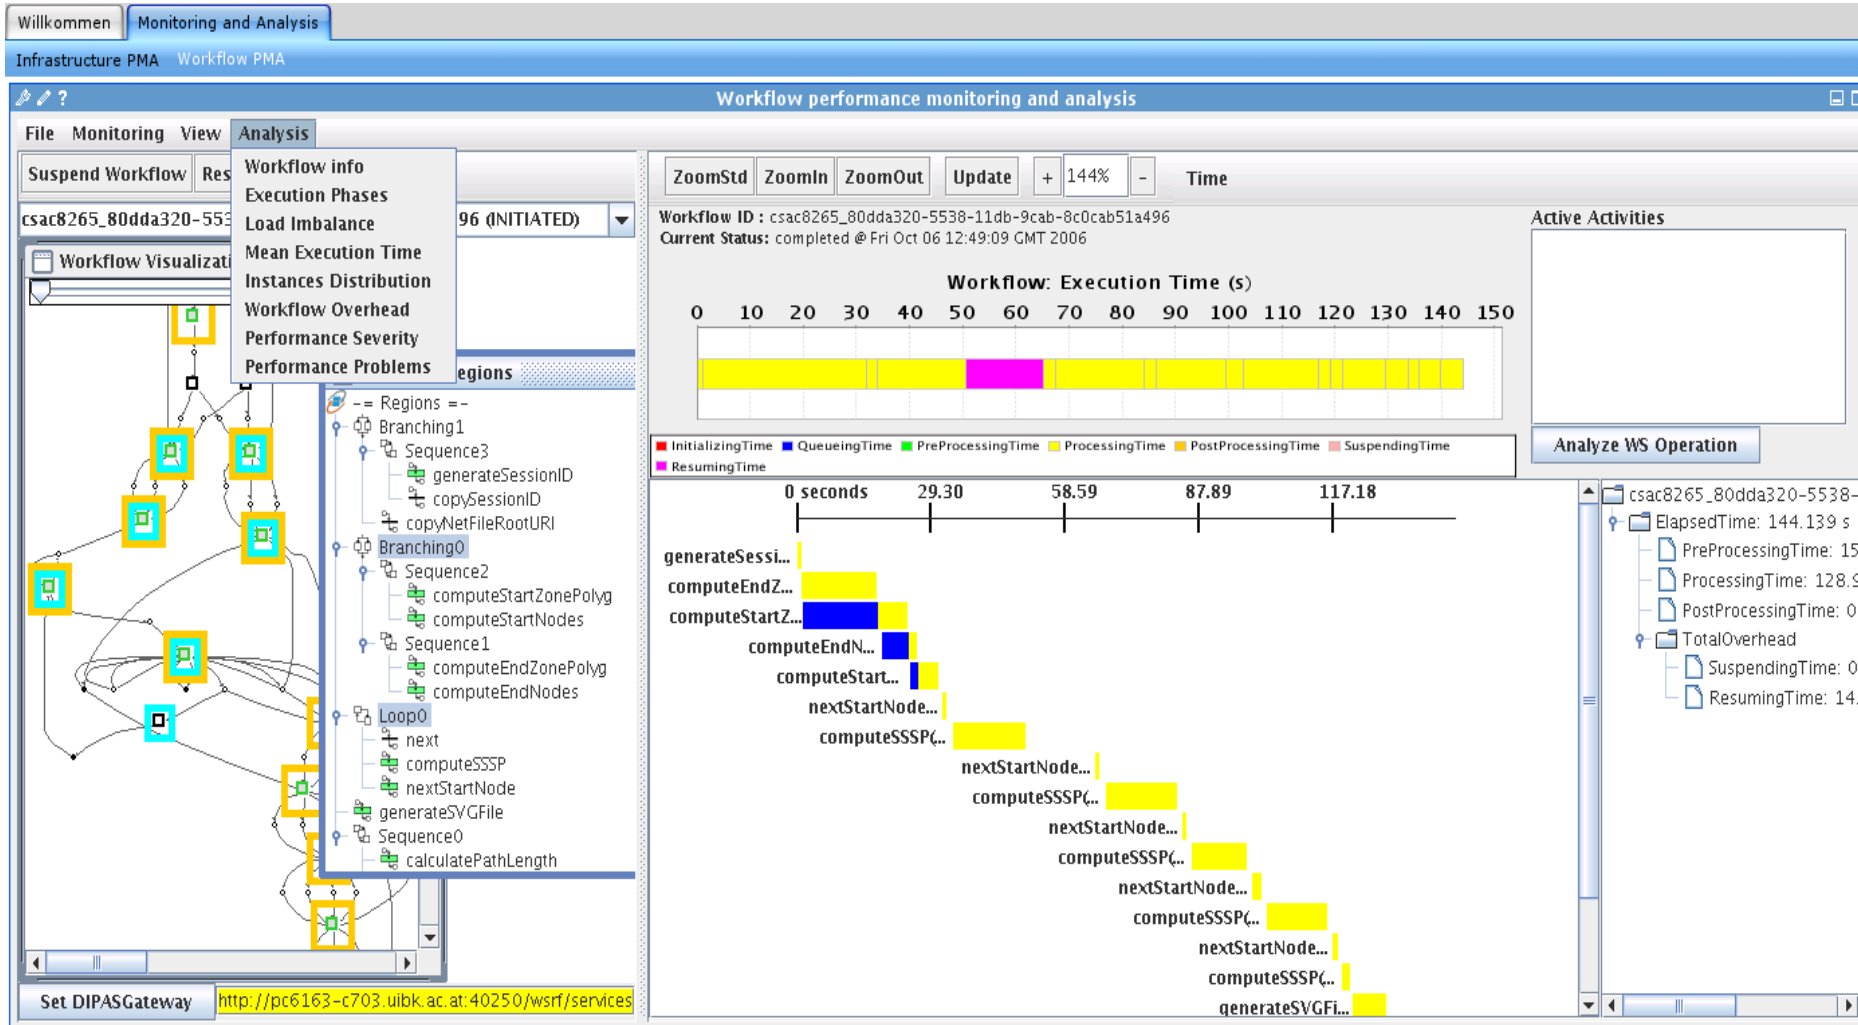 Willkommen
Monitoring and Analysis
Infrastructure PMA Workflow PMA
?
Workflow performance monitoring and analysis
File Monitoring View Analysis
Suspend Workflow Res
Workflow info
Execution Phases
Load Imbalance
Mean Execution Time
Instances Distribution
Workflow Overhead
Performance Severity
Performance Problems
csac8265_80dda320-553 96 (INITIATED)
Workflow Visualizati
egions
-= Regions =-
Branching1
Sequence3
generateSessionID
copySessionID
copyNetFileRootURI
Branching0
Sequence2
computeStartZonePolyg
computeStartNodes
Sequence1
computeEndZonePolyg
computeEndNodes
Loop0
next
computeSSSP
nextStartNode
generateSVGFile
Sequence0
calculatePathLength
Set DIPASGateway
http://pc6163-c703.uibk.ac.at:40250/wsrf/services
ZoomStd ZoomIn ZoomOut Update + 144% - Time
Workflow ID : csac8265_80dda320-5538-11db-9cab-8c0cab51a496
Current Status: completed @ Fri Oct 06 12:49:09 GMT 2006
Workflow: Execution Time (s)
0 10 20 30 40 50 60 70 80 90 100 110 120 130 140 150
InitializingTime QueueingTime PreProcessingTime ProcessingTime PostProcessingTime SuspendingTime
ResumingTime
Active Activities
Analyze WS Operation
0 seconds 29.30 58.59 87.89 117.18
generateSessi...
computeEndZ...
computeStartZ...
computeEndN...
computeStart...
nextStartNode...
computeSSSP(...
nextStartNode...
computeSSSP(...
nextStartNode...
computeSSSP(...
nextStartNode...
computeSSSP(...
nextStartNode...
computeSSSP(...
generateSVGFi...
csac8265_80dda320-5538-
ElapsedTime: 144.139 s
PreProcessingTime: 15
ProcessingTime: 128.9
PostProcessingTime: 0
TotalOverhead
SuspendingTime: 0
ResumingTime: 14.